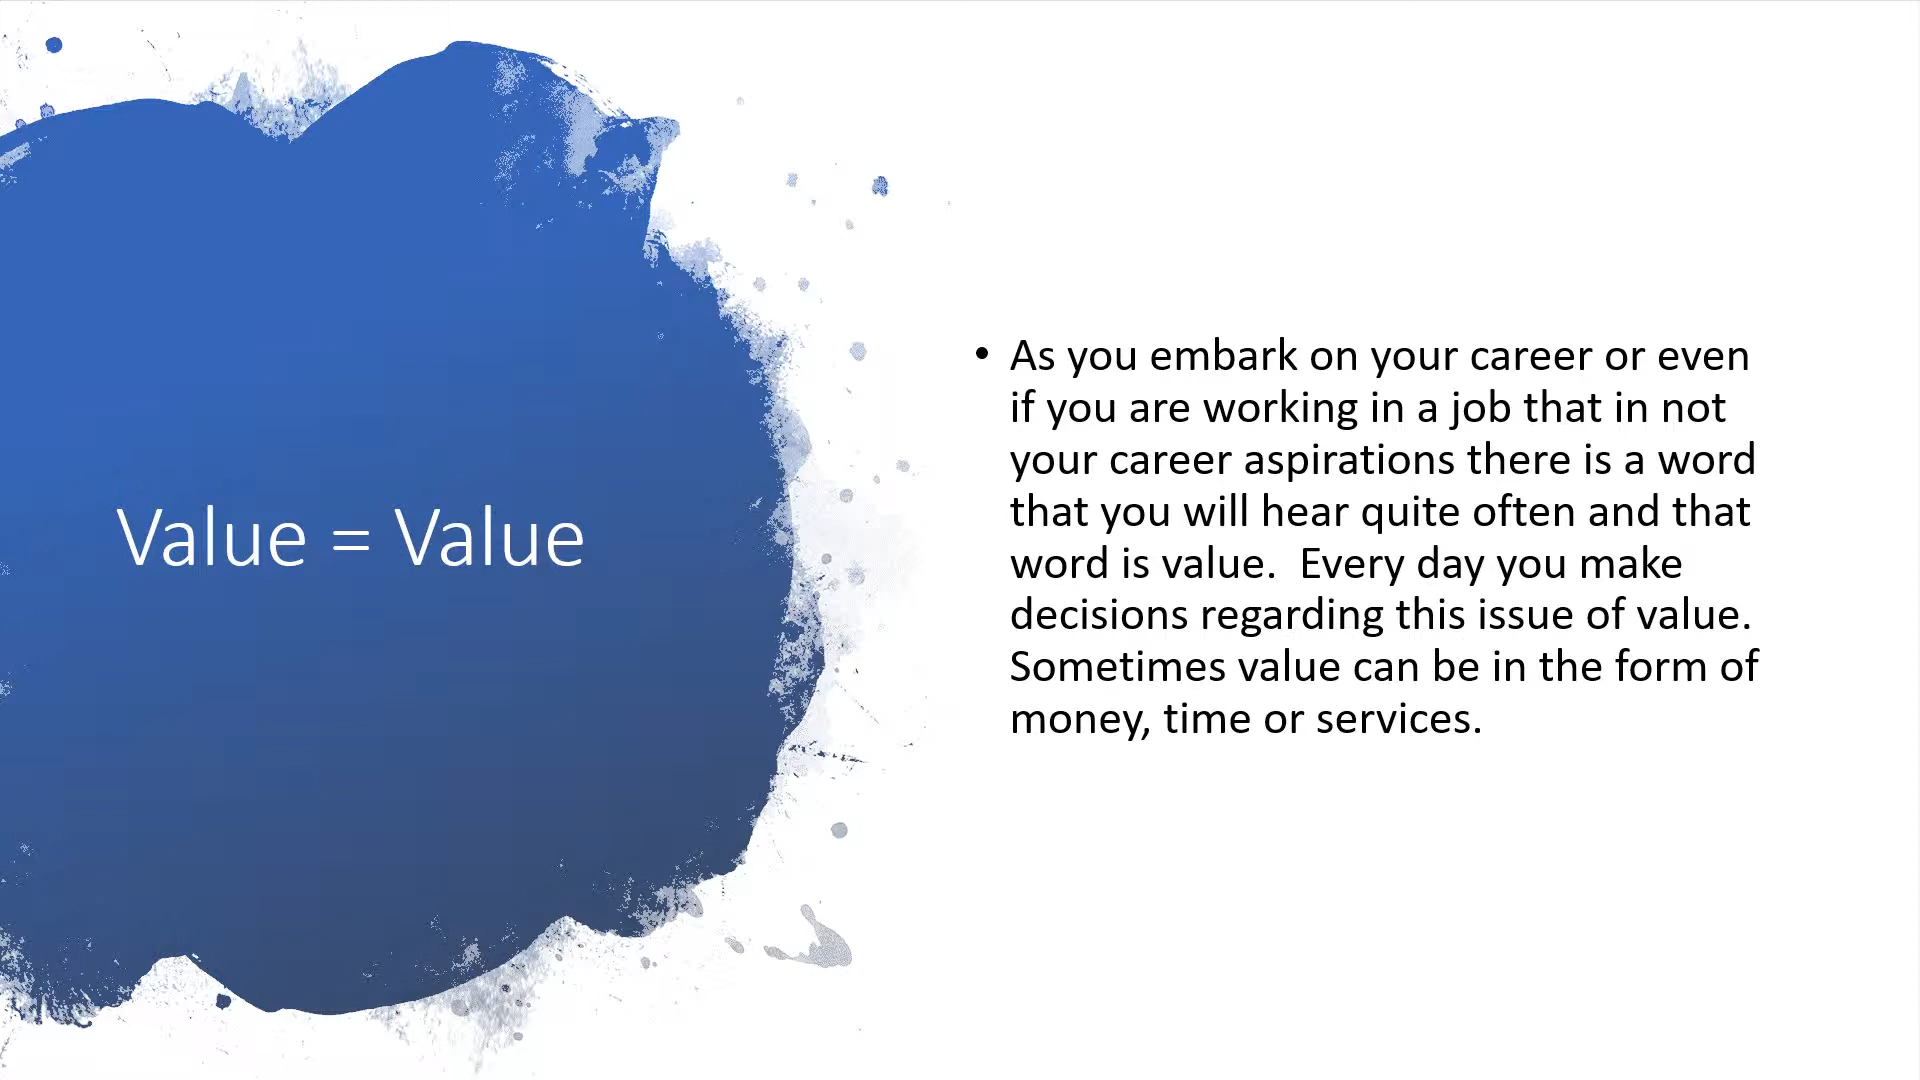 Value = Value
• As you embark on your career or even
if you are working in a job that in not
your career aspirations there is a word
that you will hear quite often and that
word is value.  Every day you make
decisions regarding this issue of value.
Sometimes value can be in the form of
money, time or services.